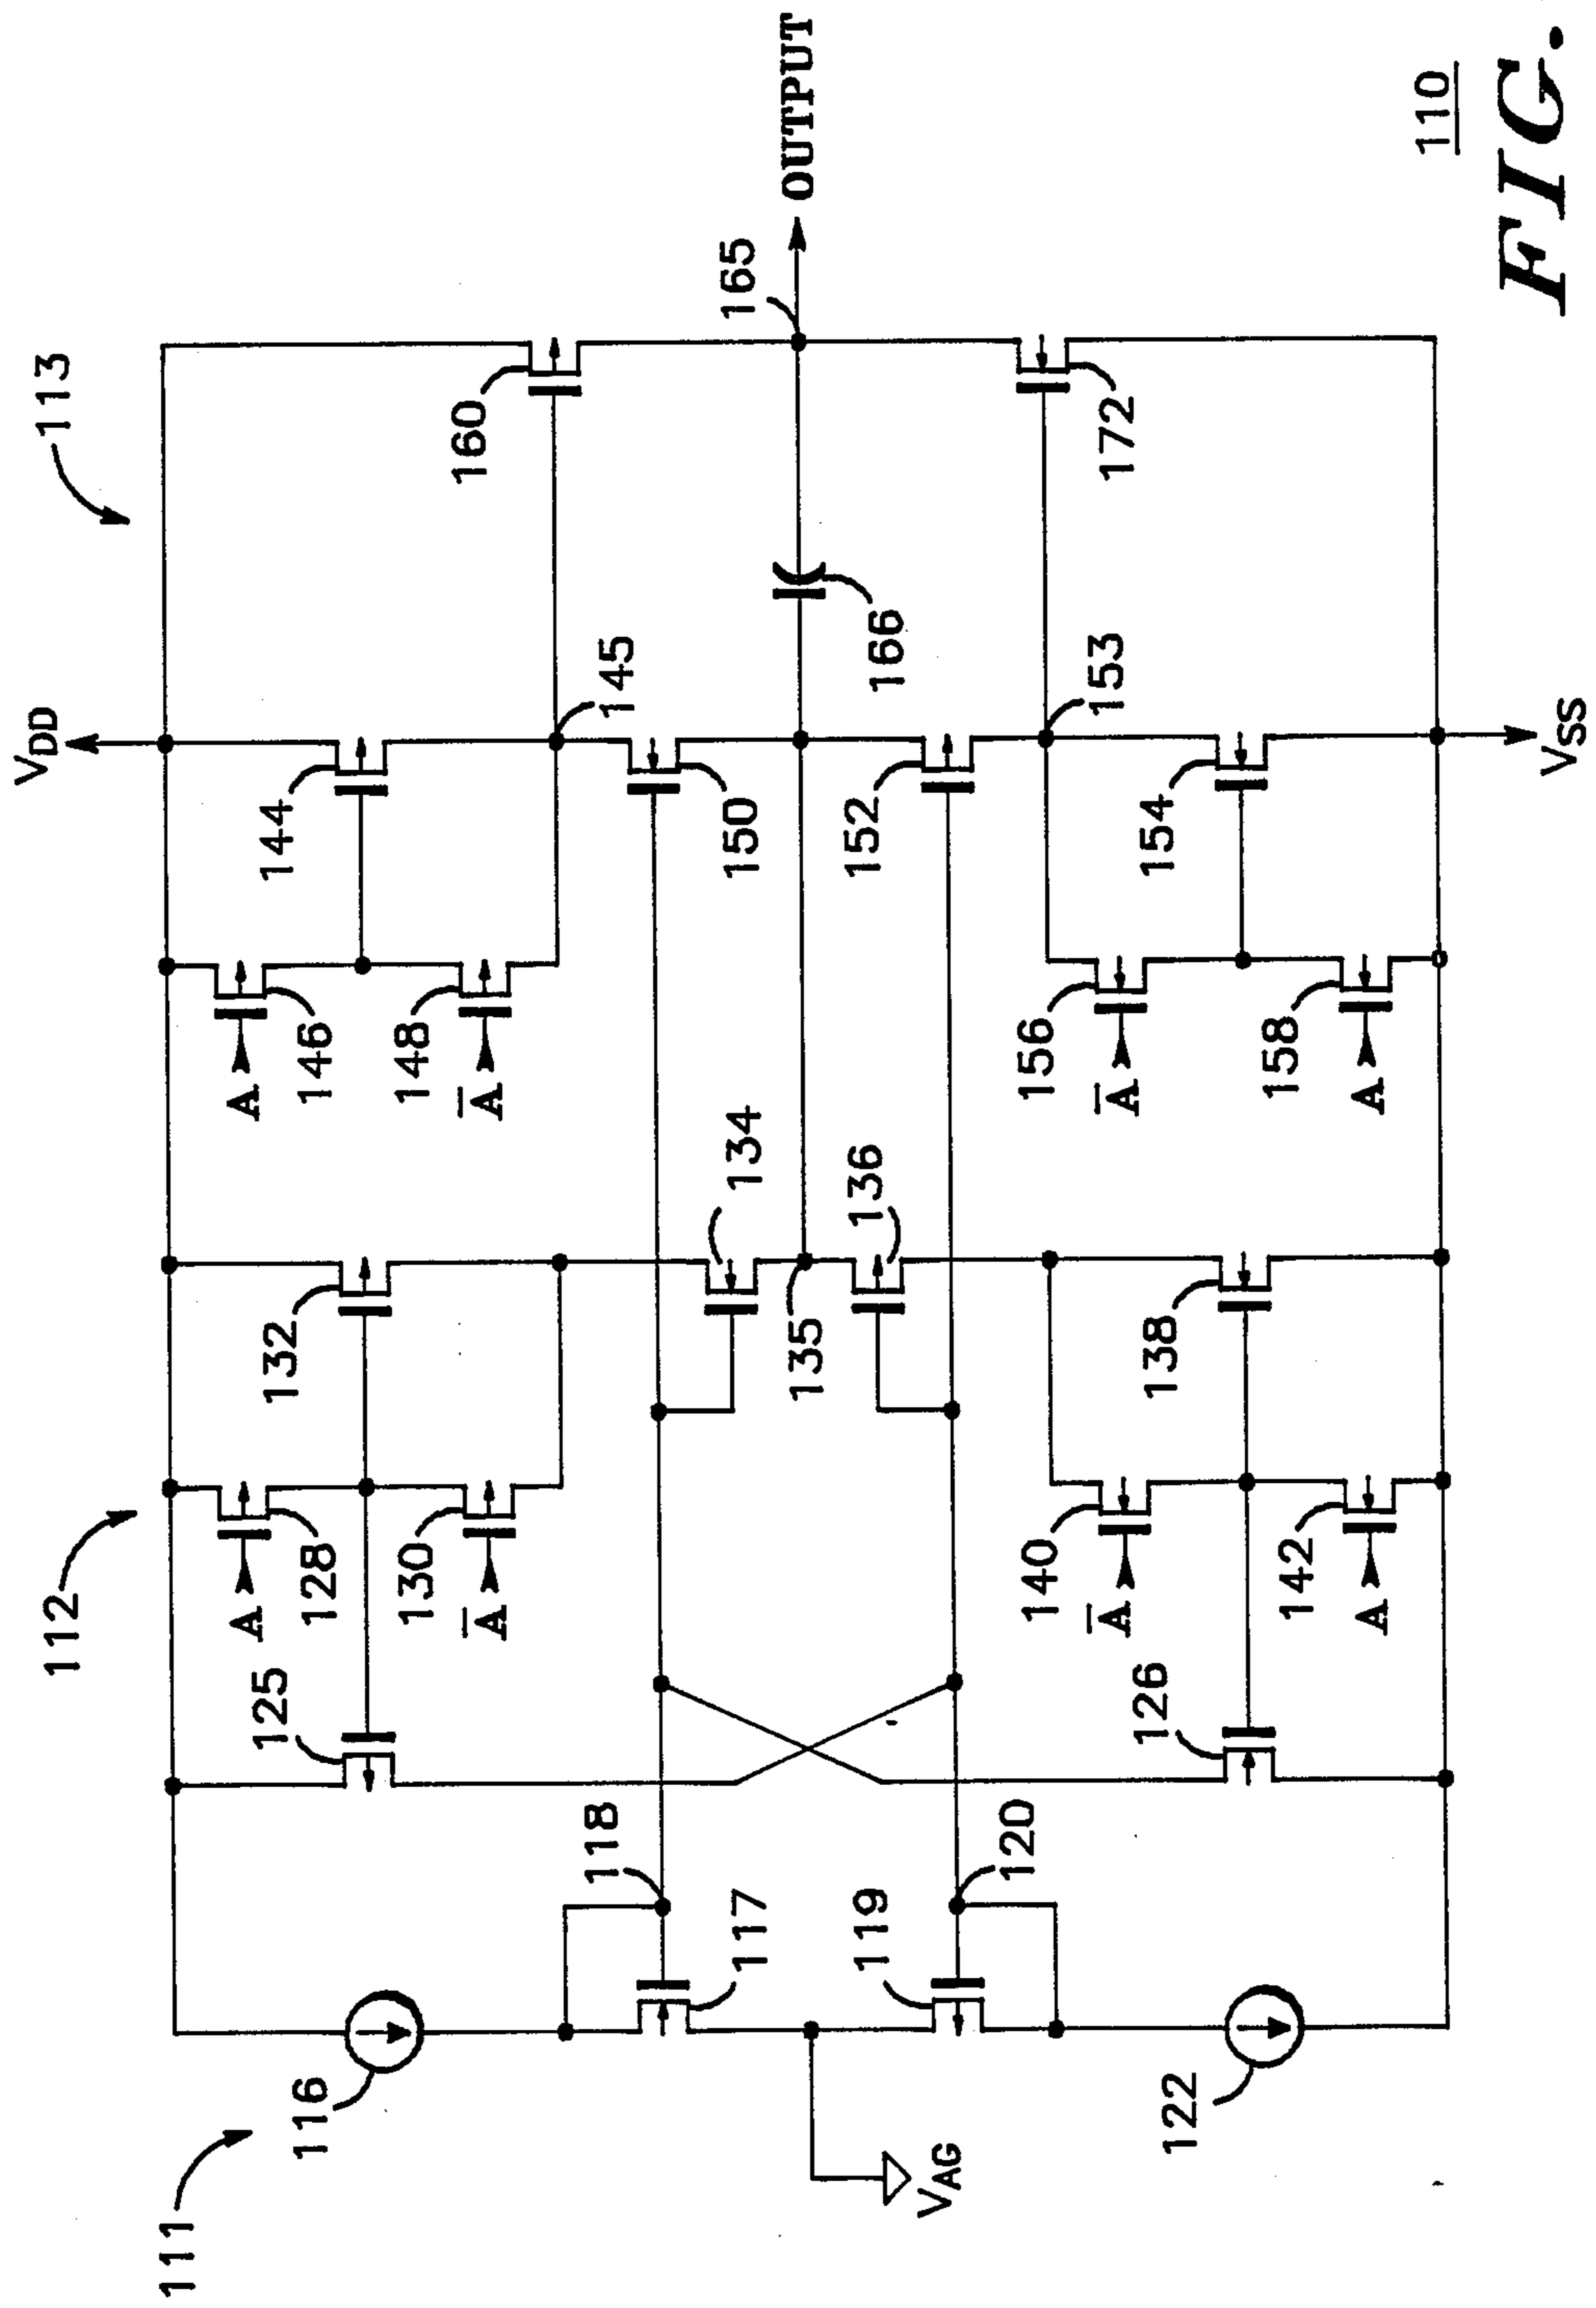 111
112
113
V_DD
116
125
A
128
130
A̅
132
A
146
148
A̅
144
145
160
118
117
134
150
135
165
OUTPUT
V_AG
119
120
136
152
166
153
172
122
126
A̅
140
142
A
138
A̅
156
158
A
154
V_SS
110
FIG.